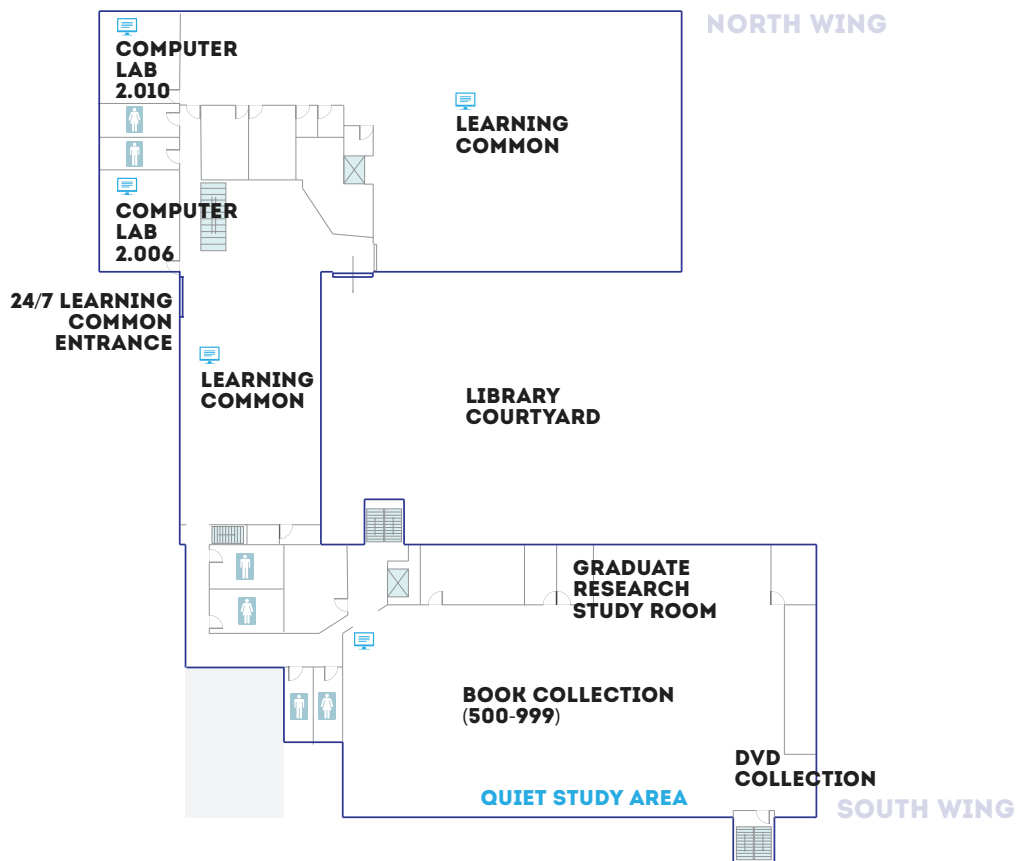 NORTH WING
COMPUTER
LAB
2.010
LEARNING
COMMON
COMPUTER
LAB
2.006
24/7 LEARNING
COMMON
ENTRANCE
LEARNING
COMMON
LIBRARY
COURTYARD
GRADUATE
RESEARCH
STUDY ROOM
BOOK COLLECTION
(500-999)
DVD
COLLECTION
QUIET STUDY AREA
SOUTH WING